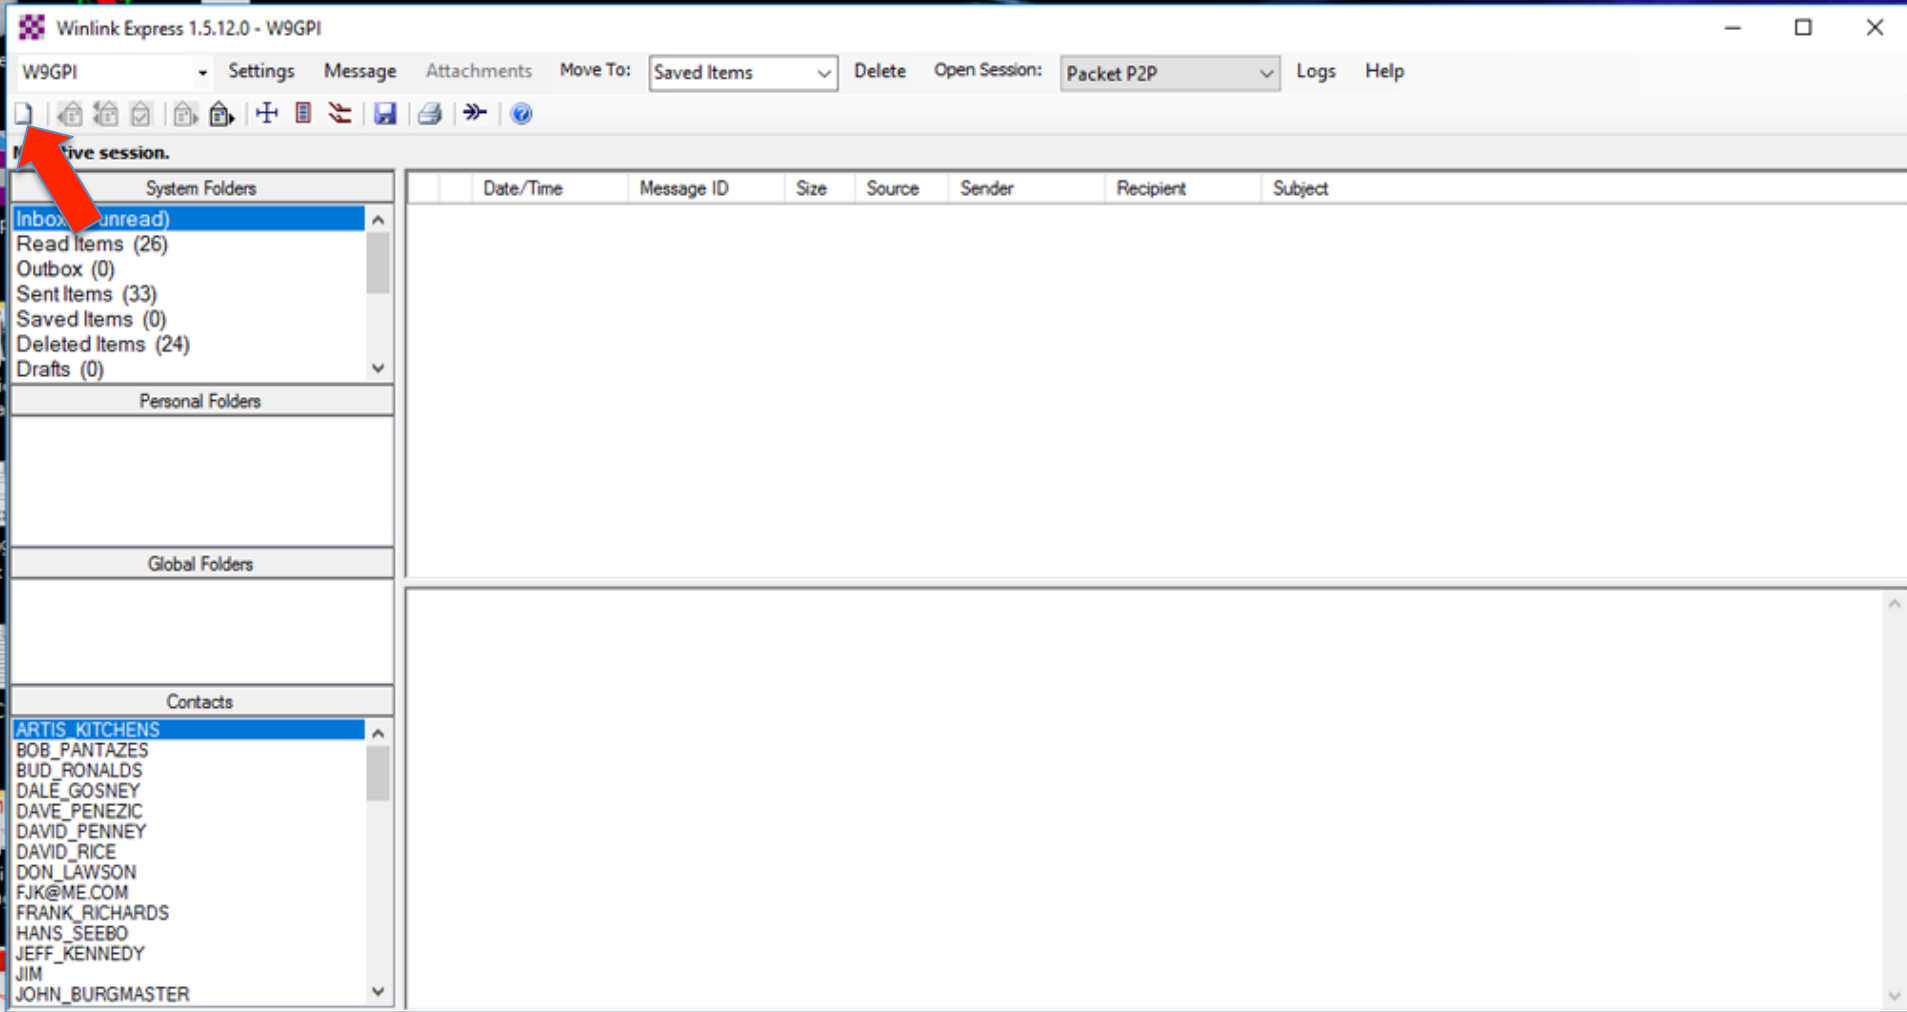 Winlink Express 1.5.12.0 - W9GPI
W9GPI Settings Message Attachments Move To: Saved Items Delete Open Session: Packet P2P Logs Help
session.
System Folders
Date/Time Message ID Size Source Sender Recipient Subject
Inbox unread)
Read Items (26)
Outbox (0)
Sent Items (33)
Saved Items (0)
Deleted Items (24)
Drafts (0)
Personal Folders
Global Folders
Contacts
ARTIS_KITCHENS
BOB_PANTAZES
BUD_RONALDS
DALE_GOSNEY
DAVE_PENEZIC
DAVID_PENNEY
DAVID_RICE
DON_LAWSON
FJK@ME.COM
FRANK_RICHARDS
HANS_SEEBO
JEFF_KENNEDY
JIM
JOHN_BURGMASTER